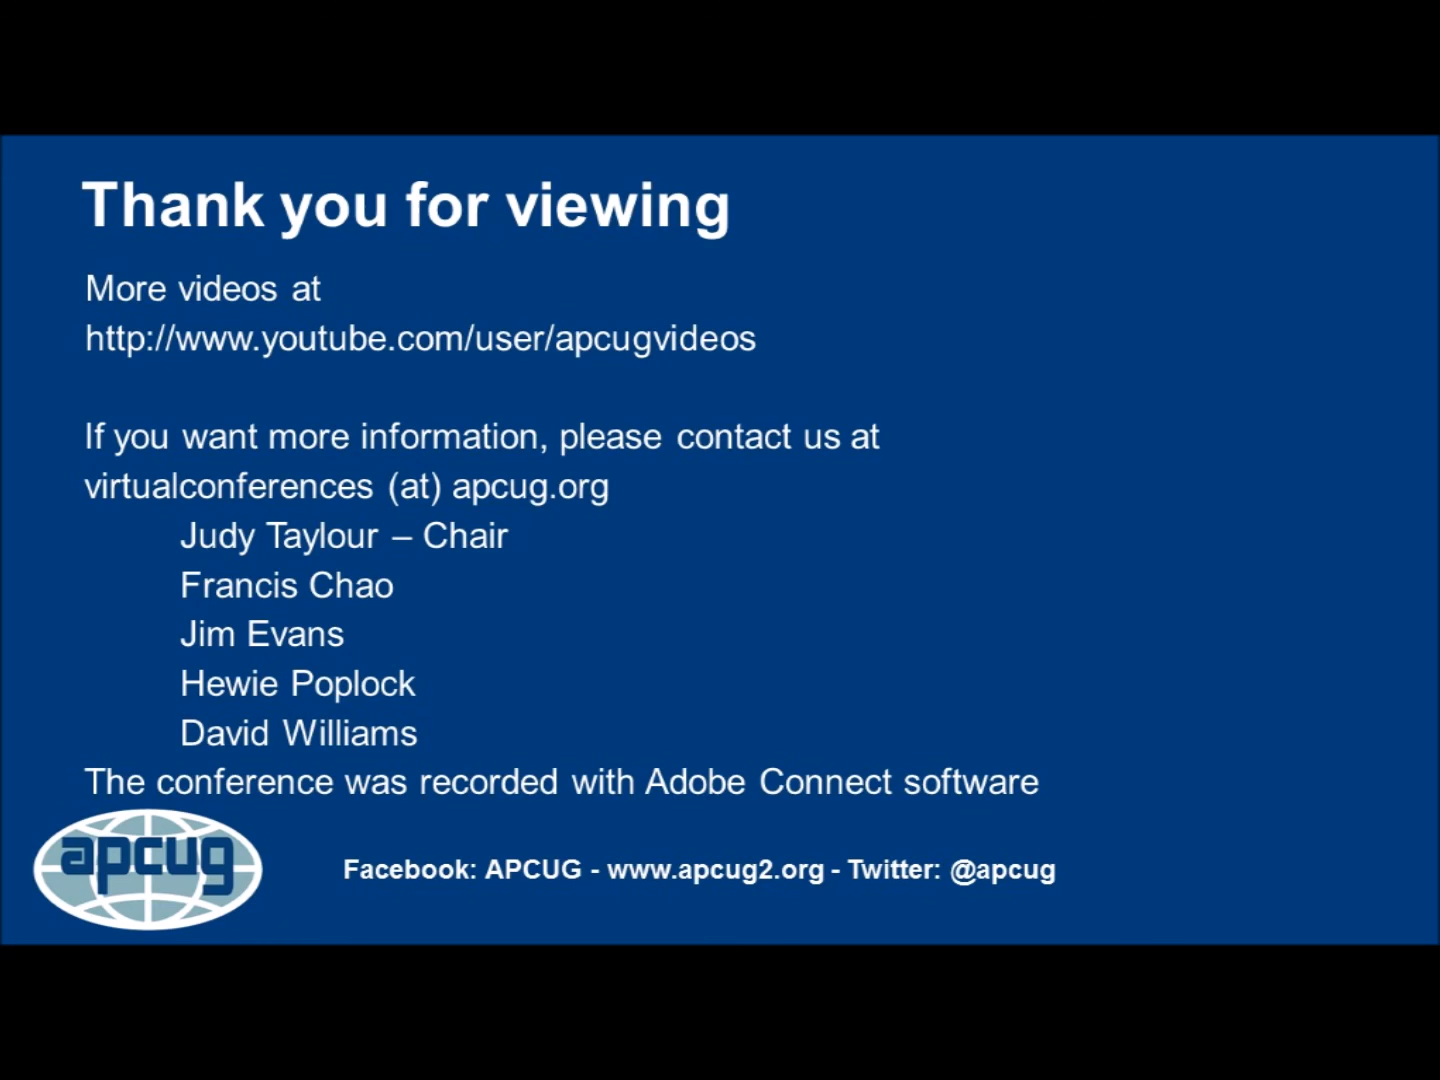 Thank you for viewing
More videos at
http://www.youtube.com/user/apcugvideos
If you want more information, please contact us at
virtualconferences (at) apcug.org
Judy Taylour – Chair
Francis Chao
Jim Evans
Hewie Poplock
David Williams
The conference was recorded with Adobe Connect software
apcug
Facebook: APCUG - www.apcug2.org - Twitter: @apcug